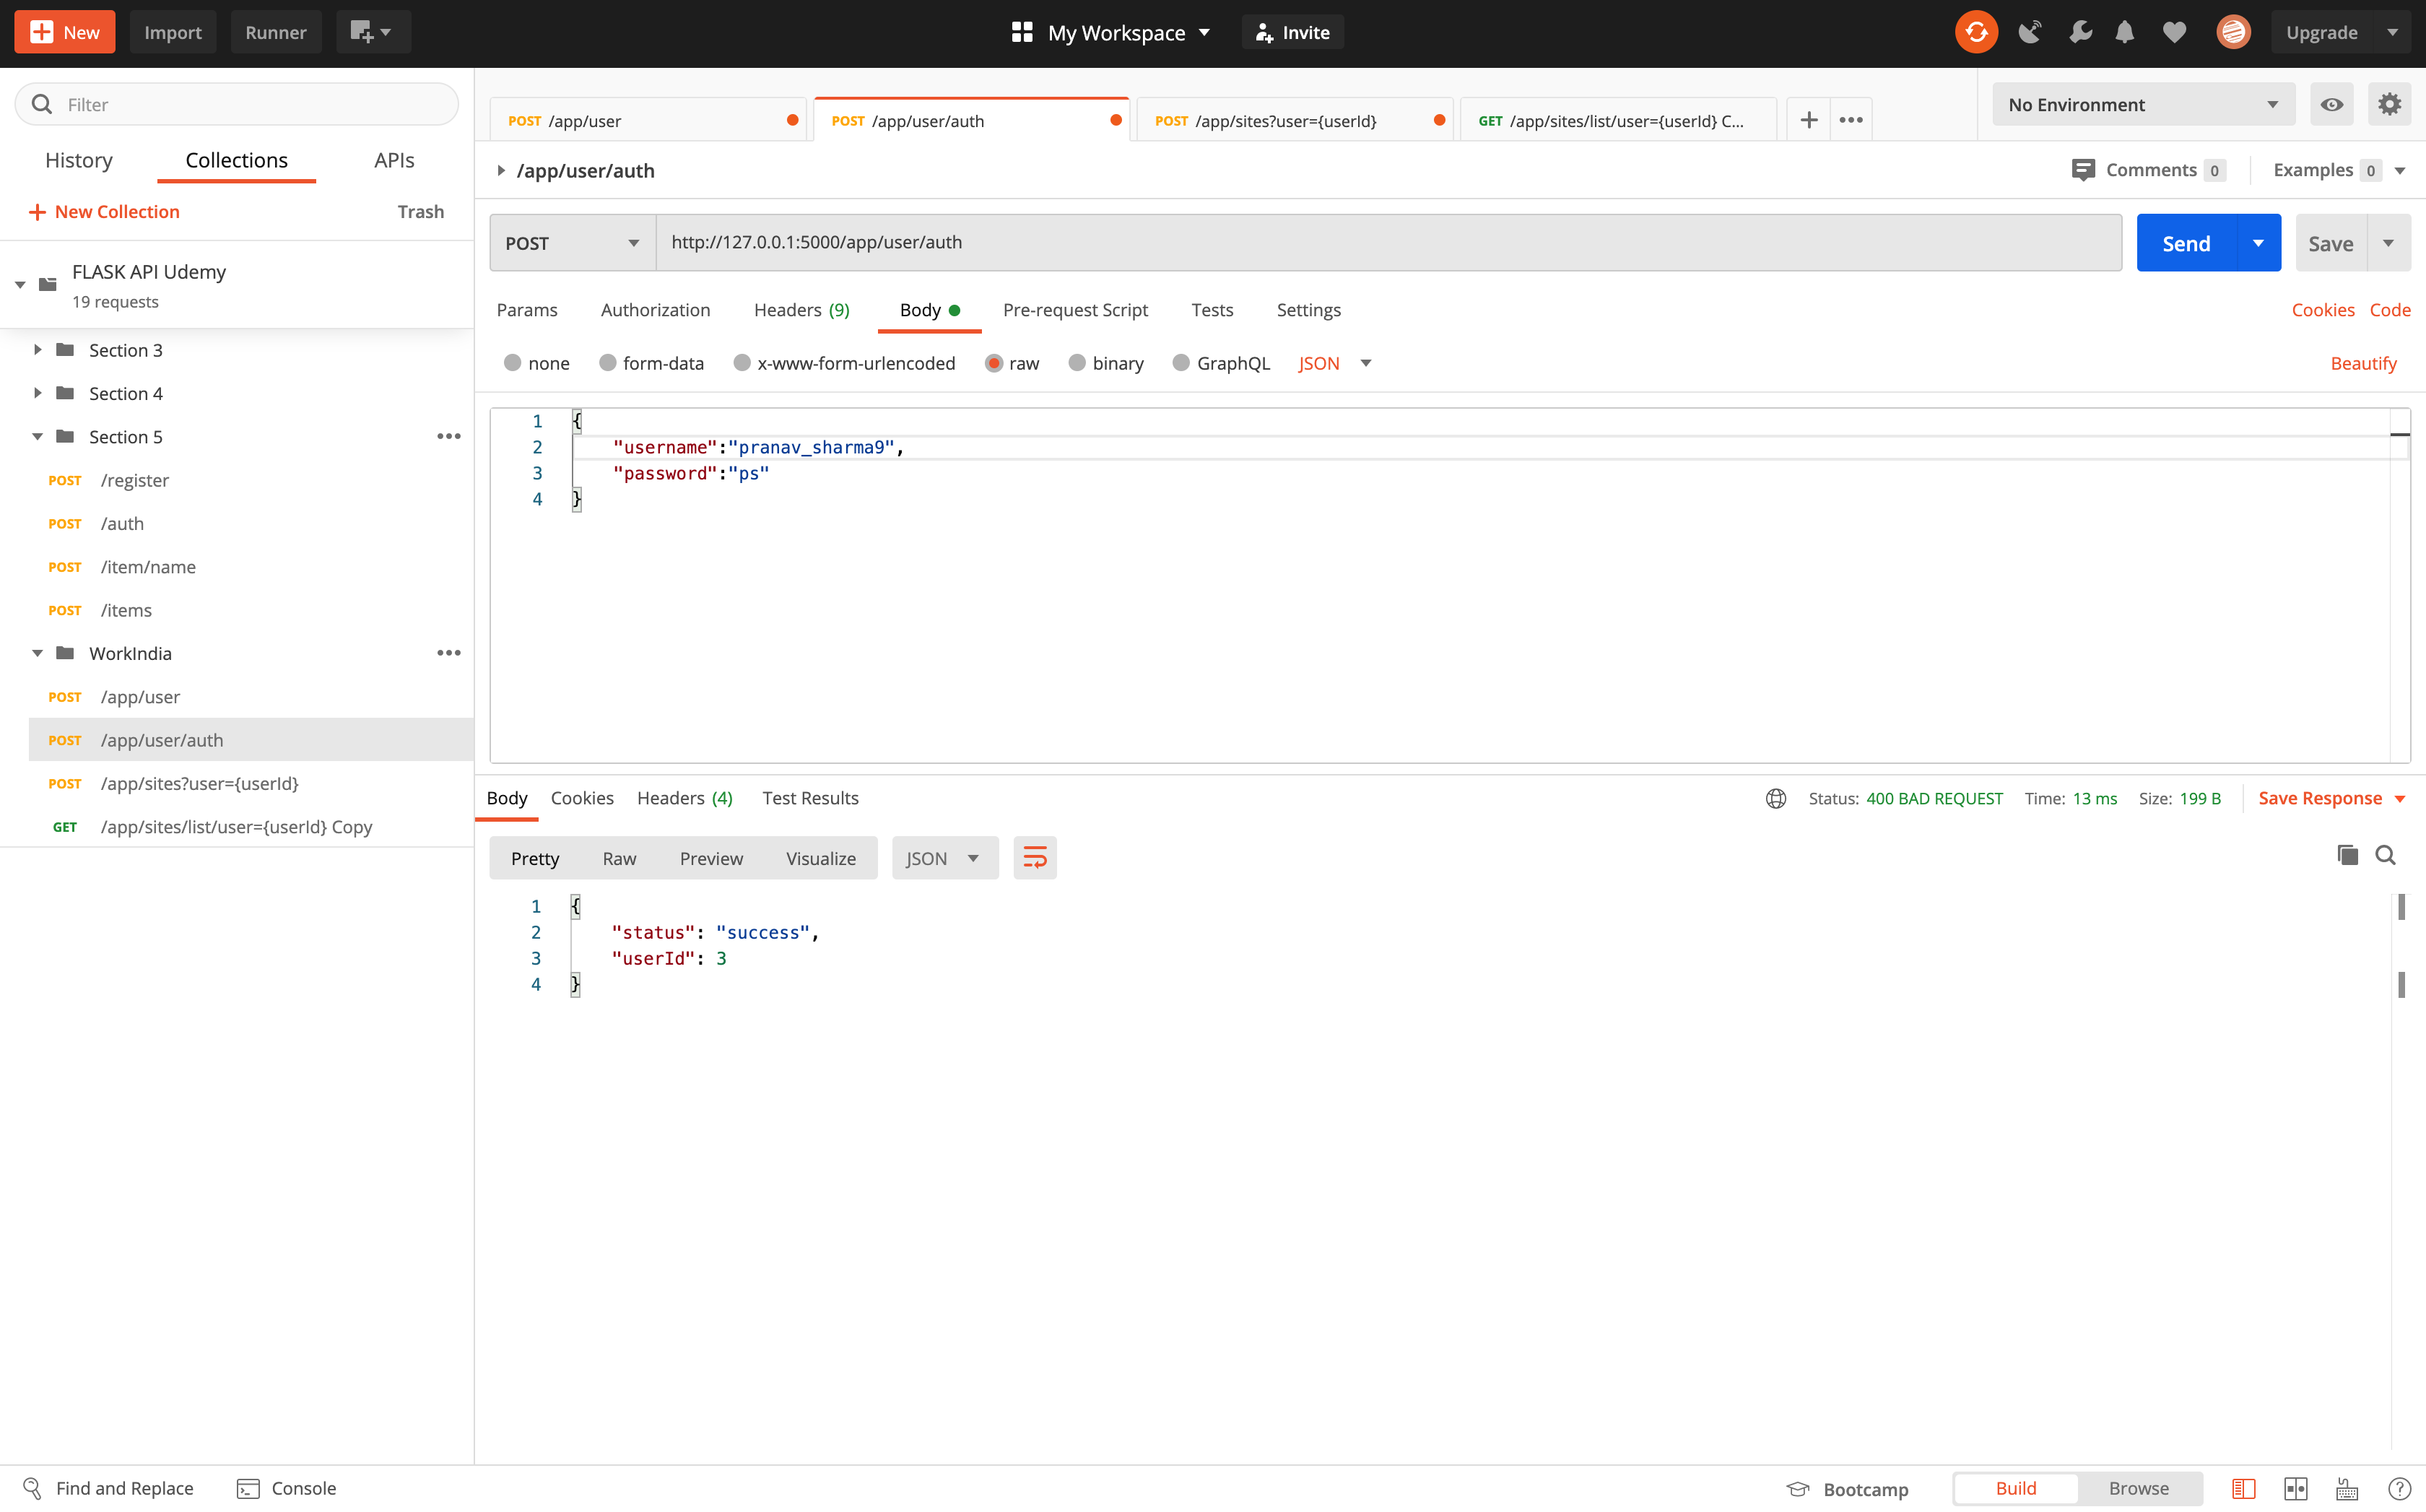 New
Import
Runner
My Workspace
Invite
Upgrade
Filter
History
Collections
APIs
New Collection
Trash
FLASK API Udemy
19 requests
Section 3
Section 4
Section 5
POST /register
POST /auth
POST /item/name
POST /items
WorkIndia
POST /app/user
POST /app/user/auth
POST /app/sites?user={userId}
GET /app/sites/list/user={userId} Copy
POST /app/user
POST /app/user/auth
POST /app/sites?user={userId}
GET /app/sites/list/user={userId} C...
No Environment
/app/user/auth
Comments 0
Examples 0
POST
http://127.0.0.1:5000/app/user/auth
Send
Save
Params
Authorization
Headers (9)
Body
Pre-request Script
Tests
Settings
Cookies
Code
none
form-data
x-www-form-urlencoded
raw
binary
GraphQL
JSON
Beautify
1 {
2 "username":"pranav_sharma9",
3 "password":"ps"
4 }
Body
Cookies
Headers (4)
Test Results
Status: 400 BAD REQUEST
Time: 13 ms
Size: 199 B
Save Response
Pretty
Raw
Preview
Visualize
JSON
1 {
2 "status": "success",
3 "userId": 3
4 }
Find and Replace
Console
Bootcamp
Build
Browse